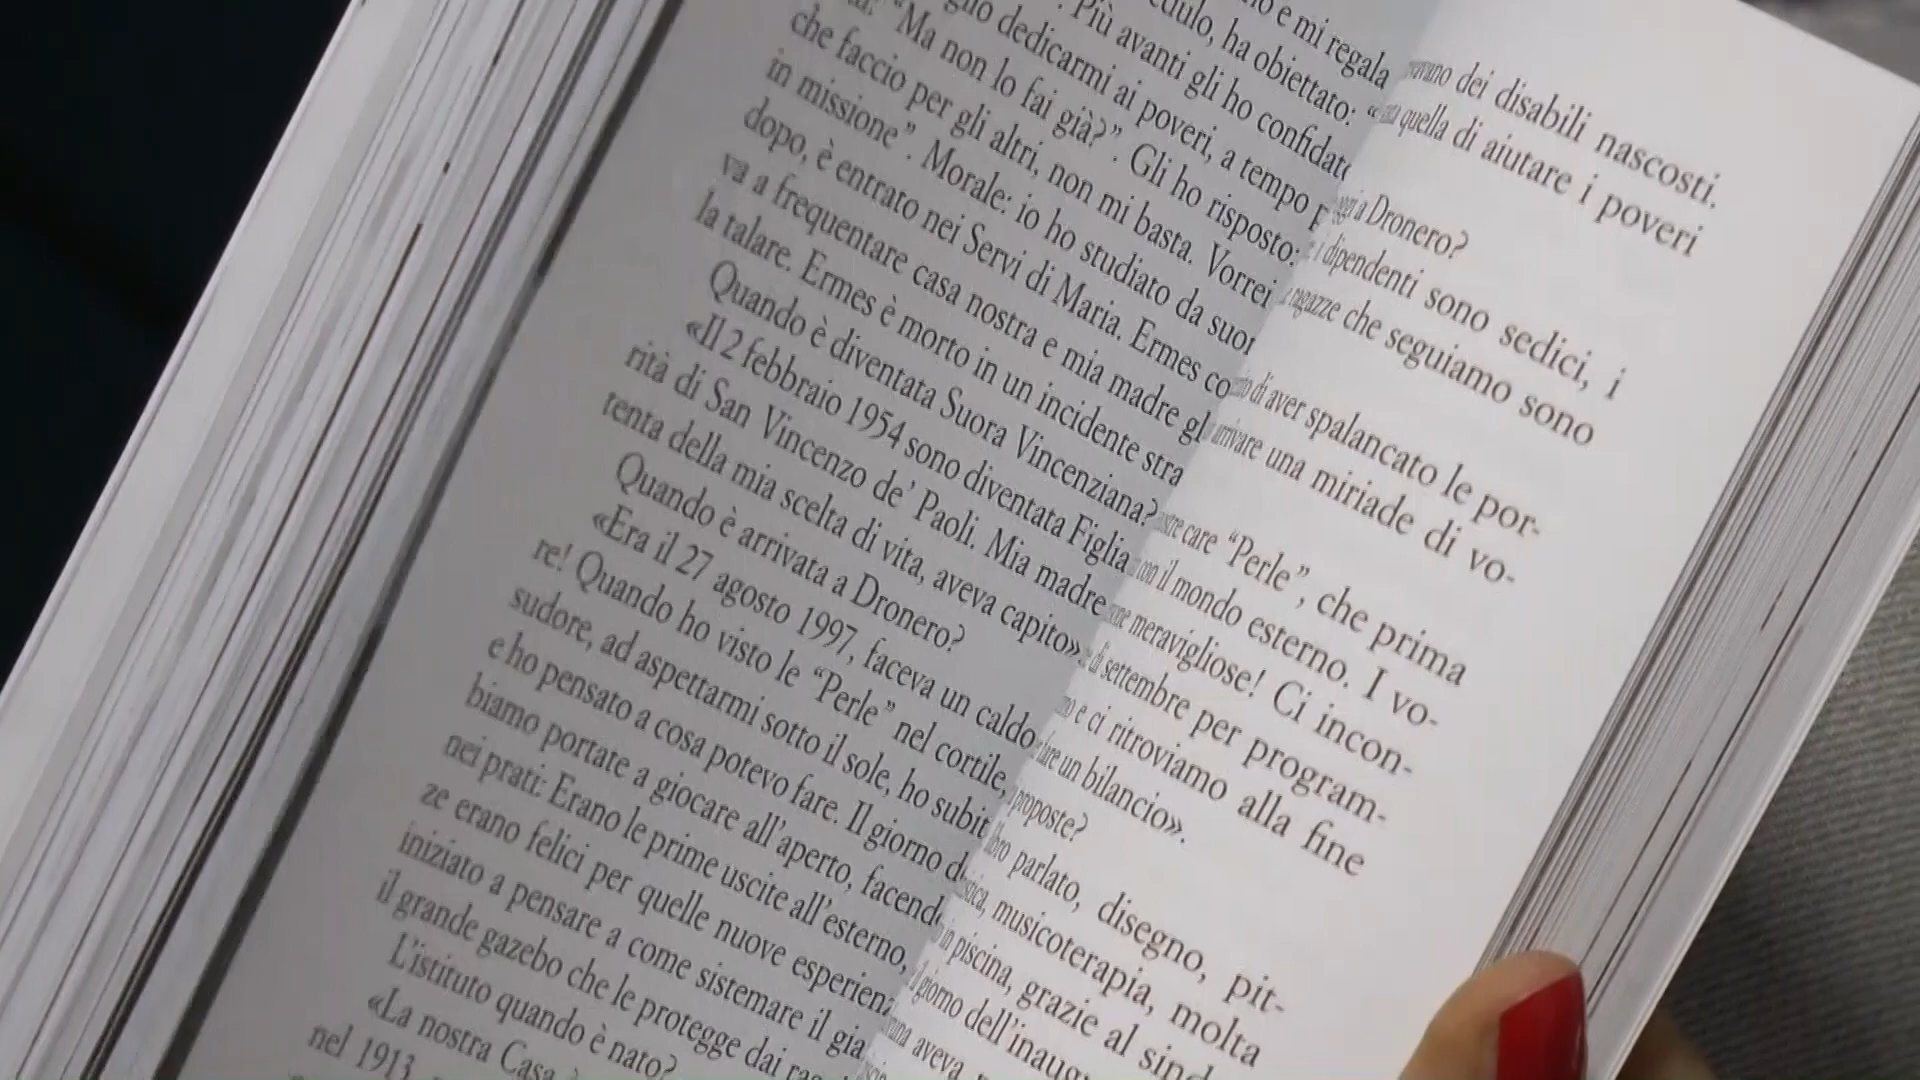 e mi regala
ha obiettato:
Più avanti gli ho confidato
dedicarmi ai poveri, a tempo
“Ma non lo fai già?”. Gli ho risposto:
che faccio per gli altri, non mi basta. Vorrei
in missione”. Morale: io ho studiato da suor
dopo, è entrato nei Servi di Maria. Ermes co
va a frequentare casa nostra e mia madre gl
la talare. Ermes è morto in un incidente stra
Quando è diventata Suora Vincenziana?
«Il 2 febbraio 1954 sono diventata Figlia
rità di San Vincenzo de’ Paoli. Mia madre
tenta della mia scelta di vita, aveva capito»
Quando è arrivata a Dronero?
«Era il 27 agosto 1997, faceva un caldo
re! Quando ho visto le “Perle” nel cortile,
sudore, ad aspettarmi sotto il sole, ho subit
e ho pensato a cosa potevo fare. Il giorno d
biamo portate a giocare all’aperto, facend
nei prati: Erano le prime uscite all’esterno,
ze erano felici per quelle nuove esperienz
iniziato a pensare a come sistemare il gia
il grande gazebo che le protegge dai
L’istituto quando è nato?
«La nostra Casa
nel 1913
dei disabili nascosti.
quella di aiutare i poveri
a Dronero?
i dipendenti sono sedici, i
ragazze che seguiamo sono
di aver spalancato le por-
arrivare una miriade di vo-
care “Perle”, che prima
con il mondo esterno. I vo-
meravigliose! Ci incon-
di settembre per program-
e ci ritroviamo alla fine
fare un bilancio».
proposte?
libro parlato, disegno, pit-
musicoterapia, molta
in piscina, grazie al sind
giorno dell’inaug
aveva